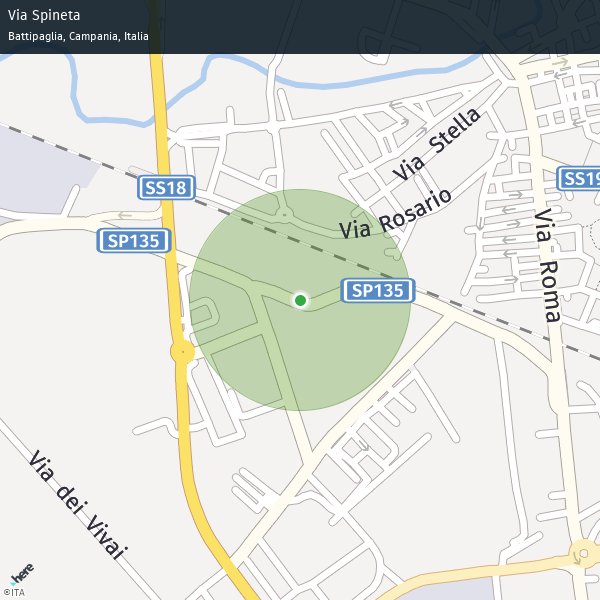 Via Spineta
Battipaglia, Campania, Italia
Via Stella
SS18
SS19
Via Rosario
SP135
Via Roma
SP135
Via dei Vivai
here
©ITA